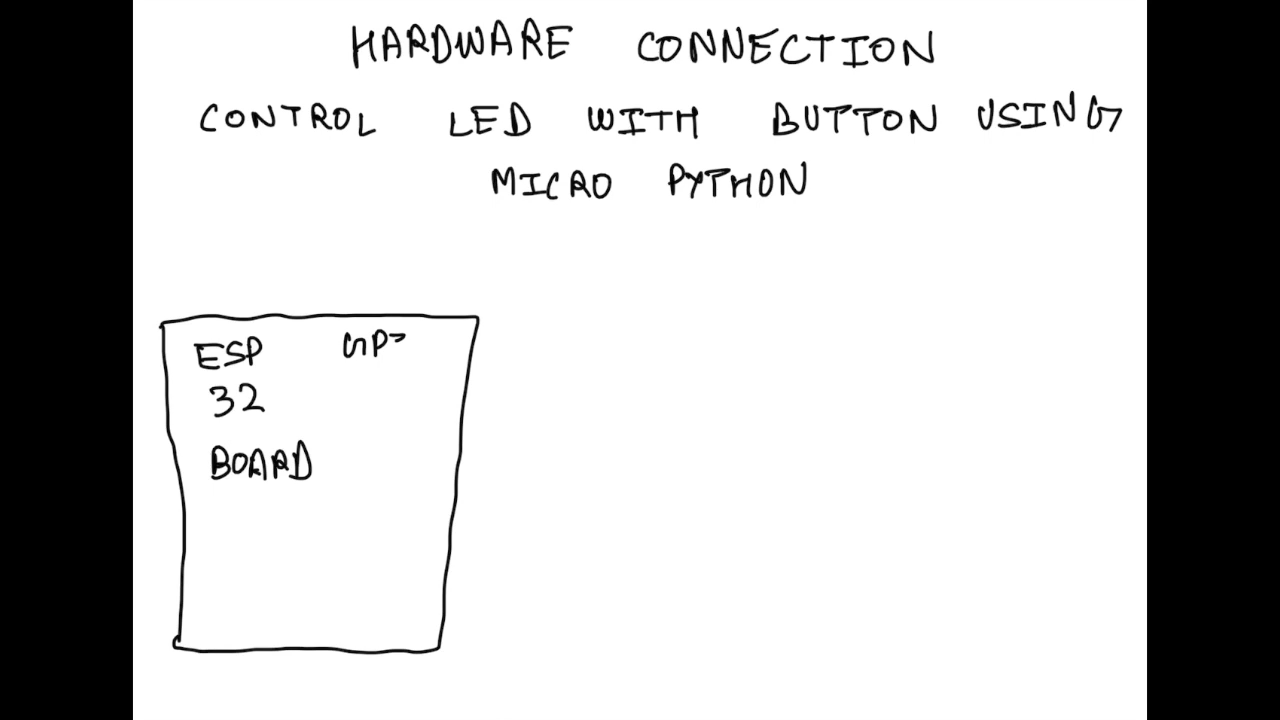 HARDWARE CONNECTION
CONTROL LED WITH BUTTON USING
MICRO PYTHON
ESP
32
BOARD